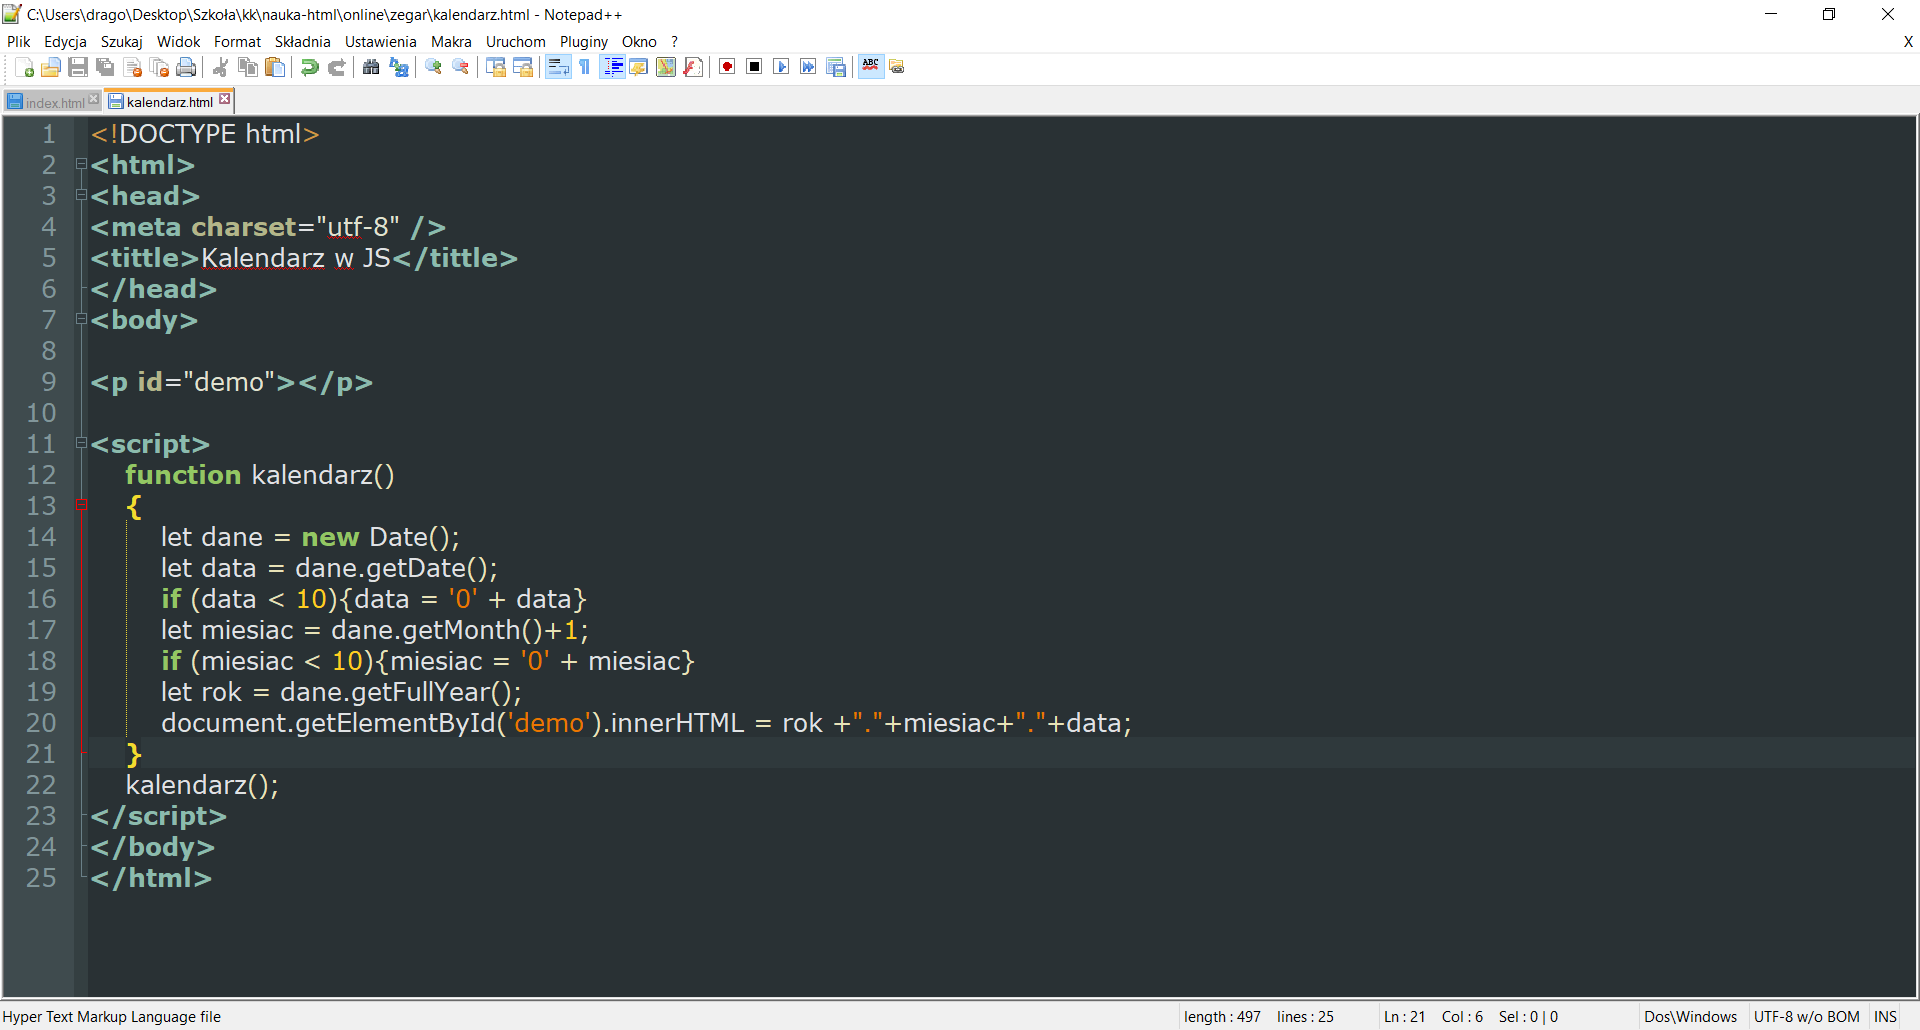 C:\Users\drago\Desktop\Szkoła\kk\nauka-html\online\zegar\kalendarz.html - Notepad++
Plik Edycja Szukaj Widok Format Składnia Ustawienia Makra Uruchom Pluginy Okno ? X
index.html kalendarz.html
1 <!DOCTYPE html>
2 <html>
3 <head>
4 <meta charset="utf-8" />
5 <tittle>Kalendarz w JS</tittle>
6 </head>
7 <body>
8
9 <p id="demo"></p>
10
11 <script>
12 function kalendarz()
13 {
14 let dane = new Date();
15 let data = dane.getDate();
16 if (data < 10){data = '0' + data}
17 let miesiac = dane.getMonth()+1;
18 if (miesiac < 10){miesiac = '0' + miesiac}
19 let rok = dane.getFullYear();
20 document.getElementById('demo').innerHTML = rok +"."+miesiac+"."+data;
21 }
22 kalendarz();
23 </script>
24 </body>
25 </html>
Hyper Text Markup Language file length : 497 lines : 25 Ln : 21 Col : 6 Sel : 0 | 0 Dos\Windows UTF-8 w/o BOM INS